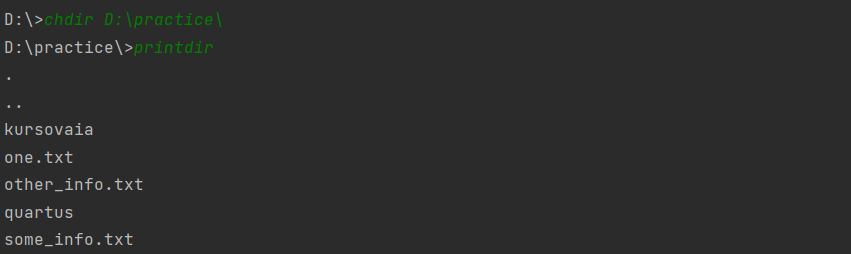 D:\>chdir D:\practice\
D:\practice\>printdir
.
..
kursovaia
one.txt
other_info.txt
quartus
some_info.txt